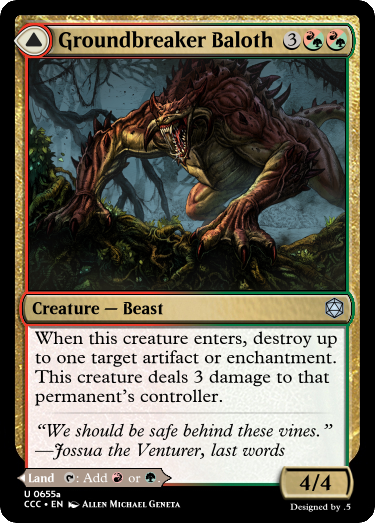 Groundbreaker Baloth 3
Creature — Beast
When this creature enters, destroy up
to one target artifact or enchantment.
This creature deals 3 damage to that
permanent's controller.
“We should be safe behind these vines.”
—Jossua the Venturer, last words
Land : Add or .
4/4
U 0655a
CCC • EN Allen Michael Geneta
Designed by .5